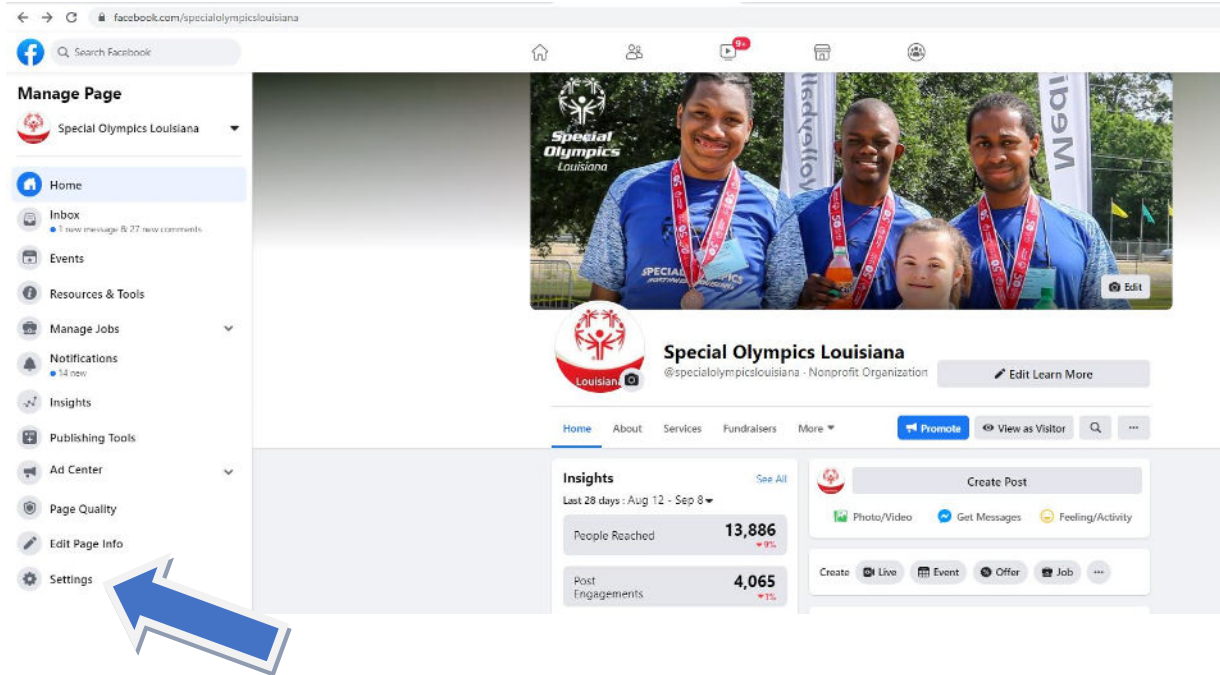 facebook.com/specialolympicslouisiana
Search Facebook
9+
Manage Page
Special Olympics Louisiana
Home
Inbox
1 new message & 27 new comments
Events
Resources & Tools
Manage Jobs
Notifications
14 new
Insights
Publishing Tools
Ad Center
Page Quality
Edit Page Info
Settings
Special
Olympics
Louisiana
Medi
Edit
Louisian
Special Olympics Louisiana
@specialolympicslouisiana · Nonprofit Organization
Edit Learn More
Home About Services Fundraisers More
Promote View as Visitor
Insights See All
Last 28 days : Aug 12 - Sep 8
People Reached 13,886
9%
Post
Engagements 4,065
1%
Create Post
Photo/Video Get Messages Feeling/Activity
Create Live Event Offer Job